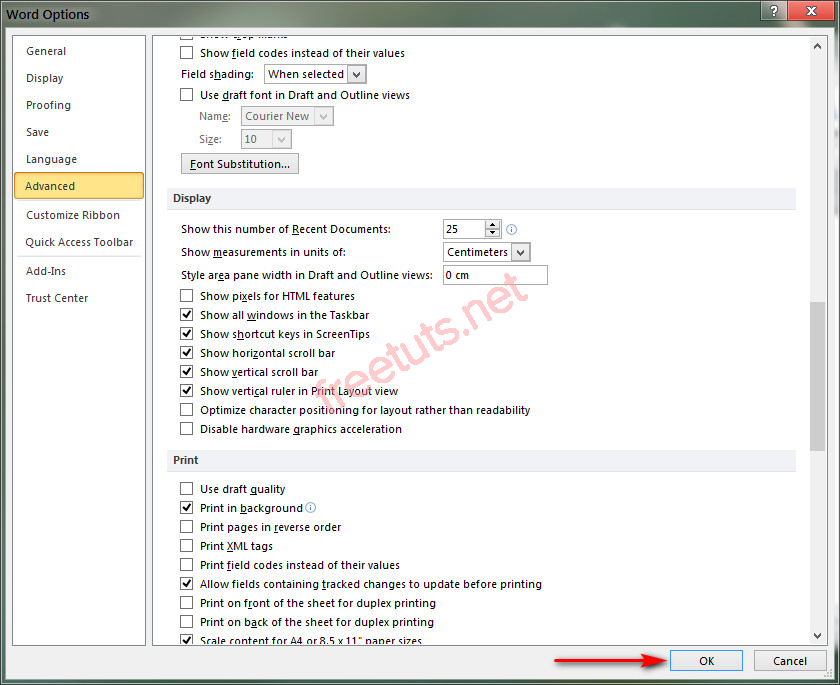 Word Options
?
General
Display
Proofing
Save
Language
Advanced
Customize Ribbon
Quick Access Toolbar
Add-Ins
Trust Center
Show crop marks
Show field codes instead of their values
Field shading: When selected
Use draft font in Draft and Outline views
Name: Courier New
Size: 10
Font Substitution...
Display
Show this number of Recent Documents: 25
Show measurements in units of: Centimeters
Style area pane width in Draft and Outline views: 0 cm
Show pixels for HTML features
Show all windows in the Taskbar
Show shortcut keys in ScreenTips
Show horizontal scroll bar
Show vertical scroll bar
Show vertical ruler in Print Layout view
Optimize character positioning for layout rather than readability
Disable hardware graphics acceleration
freetuts.net
Print
Use draft quality
Print in background
Print pages in reverse order
Print XML tags
Print field codes instead of their values
Allow fields containing tracked changes to update before printing
Print on front of the sheet for duplex printing
Print on back of the sheet for duplex printing
Scale content for A4 or 8.5 x 11" paper sizes
OK
Cancel